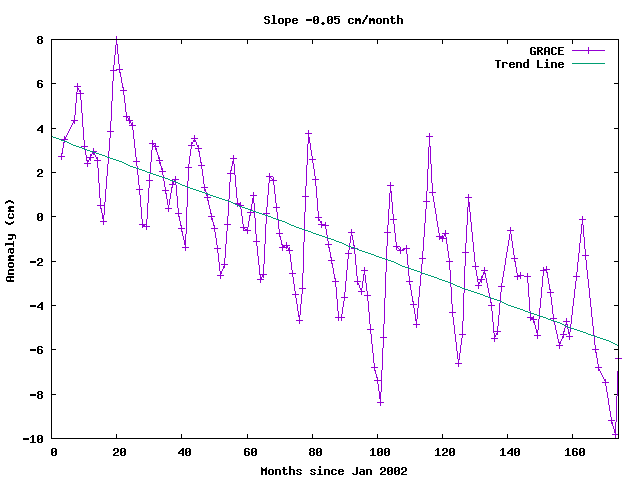 Slope -0.05 cm/month
GRACE
Trend Line
8
6
4
2
0
-2
-4
-6
-8
-10
Anomaly (cm)
0 20 40 60 80 100 120 140 160
Months since Jan 2002